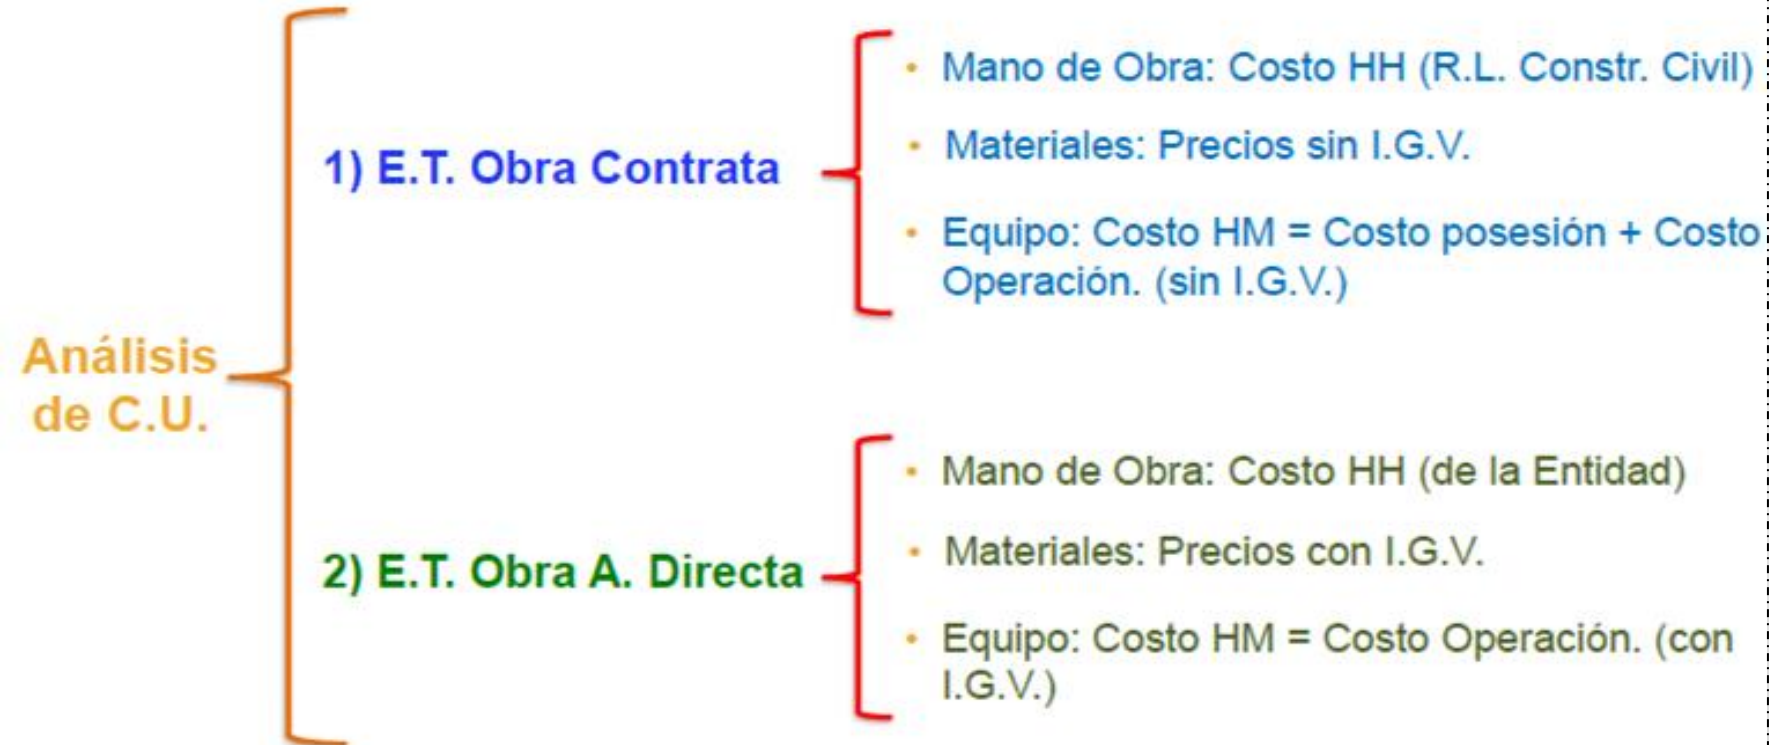 Análisis
de C.U.
1) E.T. Obra Contrata
• Mano de Obra: Costo HH (R.L. Constr. Civil)
• Materiales: Precios sin I.G.V.
• Equipo: Costo HM = Costo posesión + Costo
Operación. (sin I.G.V.)
2) E.T. Obra A. Directa
• Mano de Obra: Costo HH (de la Entidad)
• Materiales: Precios con I.G.V.
• Equipo: Costo HM = Costo Operación. (con
I.G.V.)